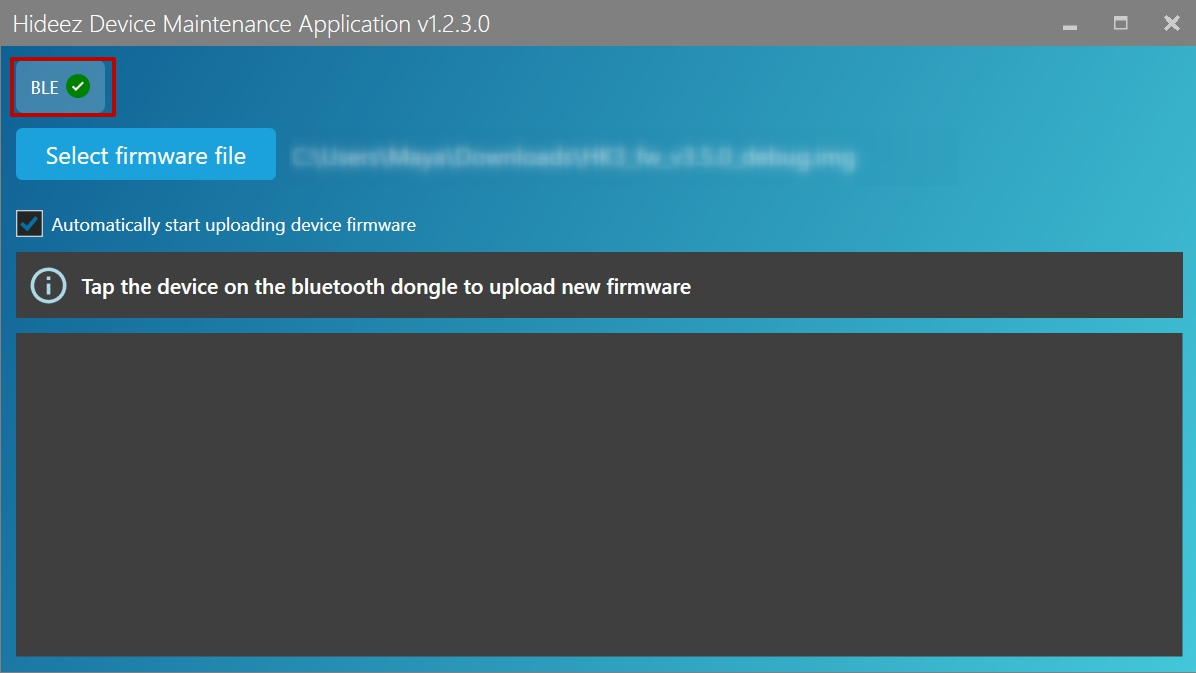 Hideez Device Maintenance Application v1.2.3.0
BLE
Select firmware file
Automatically start uploading device firmware
Tap the device on the bluetooth dongle to upload new firmware